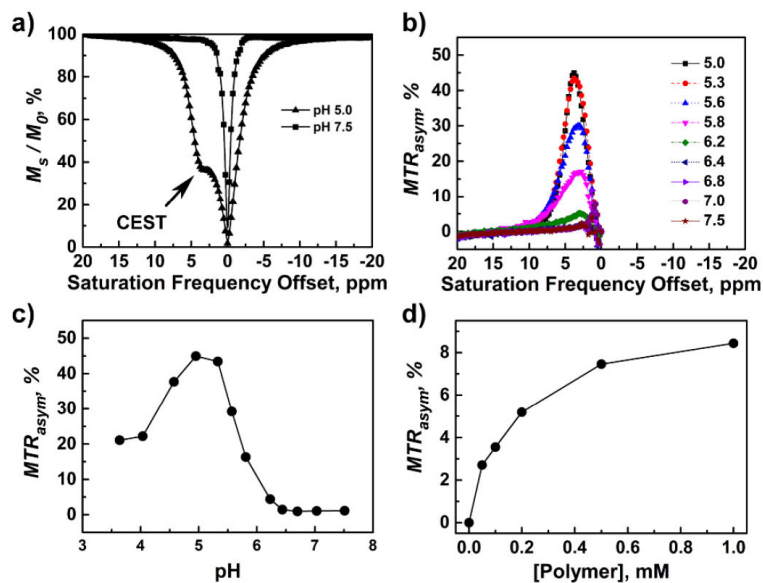 a)
100
80
60
40
20
0
Ms / M0, %
pH 5.0
pH 7.5
CEST
20 15 10 5 0 -5 -10 -15 -20
Saturation Frequency Offset, ppm
b)
50
40
30
20
10
0
MTRasym, %
5.0
5.3
5.6
5.8
6.2
6.4
6.8
7.0
7.5
20 15 10 5 0 -5 -10 -15 -20
Saturation Frequency Offset, ppm
c)
50
40
30
20
10
0
MTRasym, %
3 4 5 6 7 8
pH
d)
8
6
4
2
0
MTRasym, %
0.0 0.2 0.4 0.6 0.8 1.0
[Polymer], mM